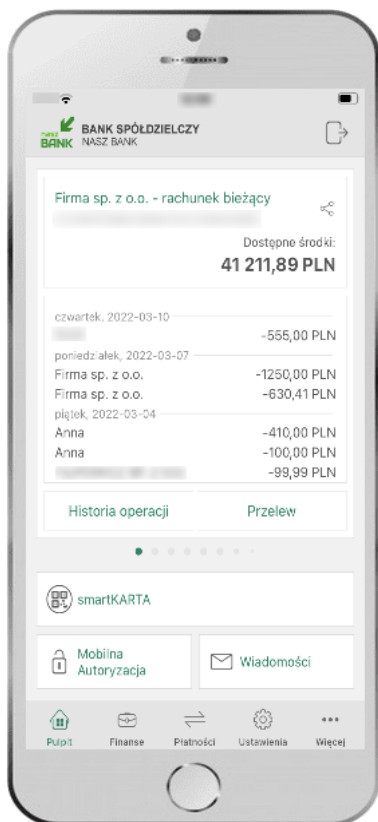 nasz
BANK
BANK SPÓŁDZIELCZY
NASZ BANK
Firma sp. z o.o. - rachunek bieżący
Dostępne środki:
41 211,89 PLN
czwartek, 2022-03-10
-555,00 PLN
poniedziałek, 2022-03-07
Firma sp. z o.o. -1250,00 PLN
Firma sp. z o.o. -630,41 PLN
piątek, 2022-03-04
Anna -410,00 PLN
Anna -100,00 PLN
-99,99 PLN
Historia operacji Przelew
smartKARTA
Mobilna
Autoryzacja
Wiadomości
Pulpit Finanse Płatności Ustawienia Więcej